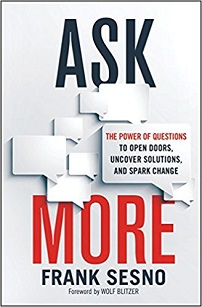 ASK
THE POWER OF QUESTIONS
TO OPEN DOORS,
UNCOVER SOLUTIONS,
AND SPARK CHANGE
MORE
FRANK SESNO
Foreword by WOLF BLITZER